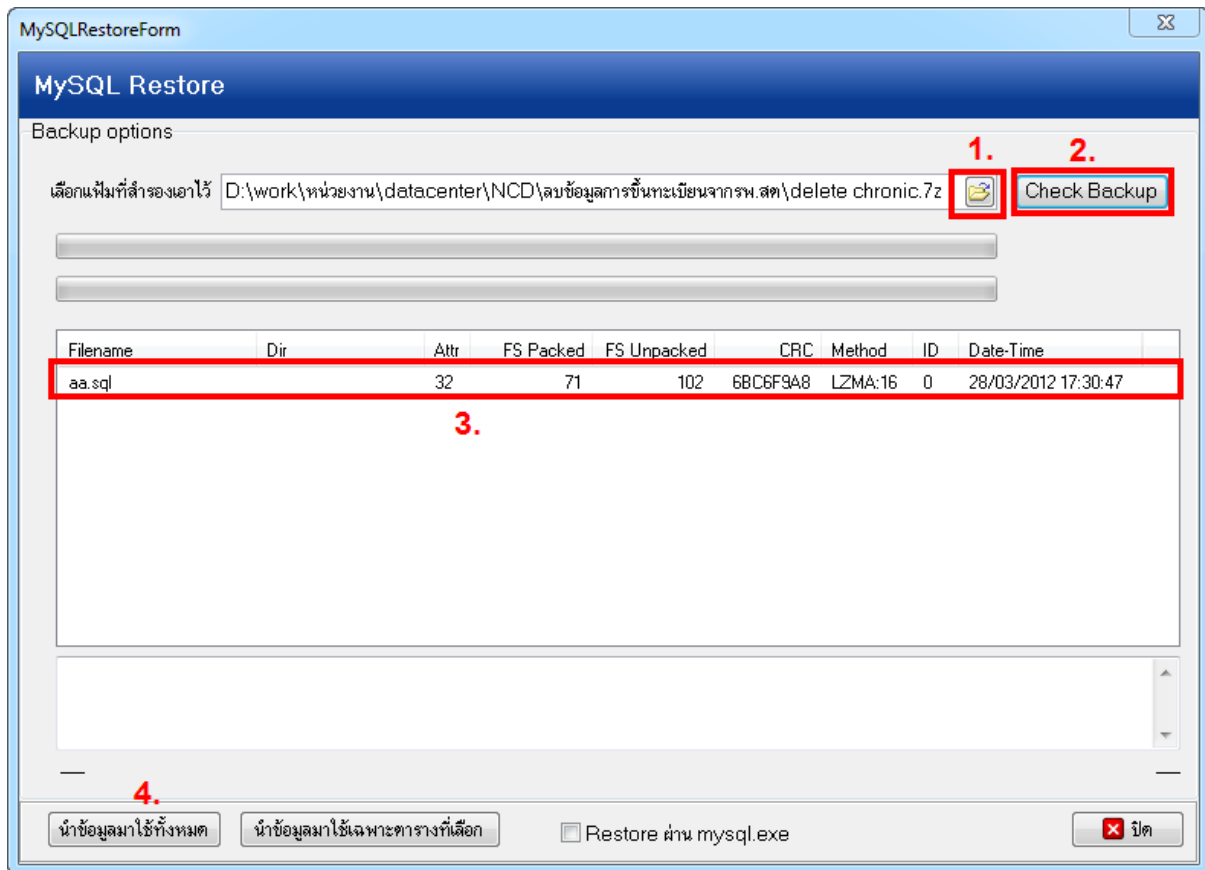 MySQLRestoreForm
MySQL Restore
Backup options
1.
2.
เลือกแฟ้มที่สำรองเอาไว้ D:\work\หน่วยงาน\datacenter\NCD\ลบข้อมูลการขึ้นทะเบียนจากรพ.สต\delete chronic.7z Check Backup
Filename Dir Attr FS Packed FS Unpacked CRC Method ID Date-Time
aa.sql 32 71 102 6BC6F9A8 LZMA:16 0 28/03/2012 17:30:47
3.
4.
นำข้อมูลมาใช้ทั้งหมด นำข้อมูลมาใช้เฉพาะตารางที่เลือก Restore ผ่าน mysql.exe ปิด